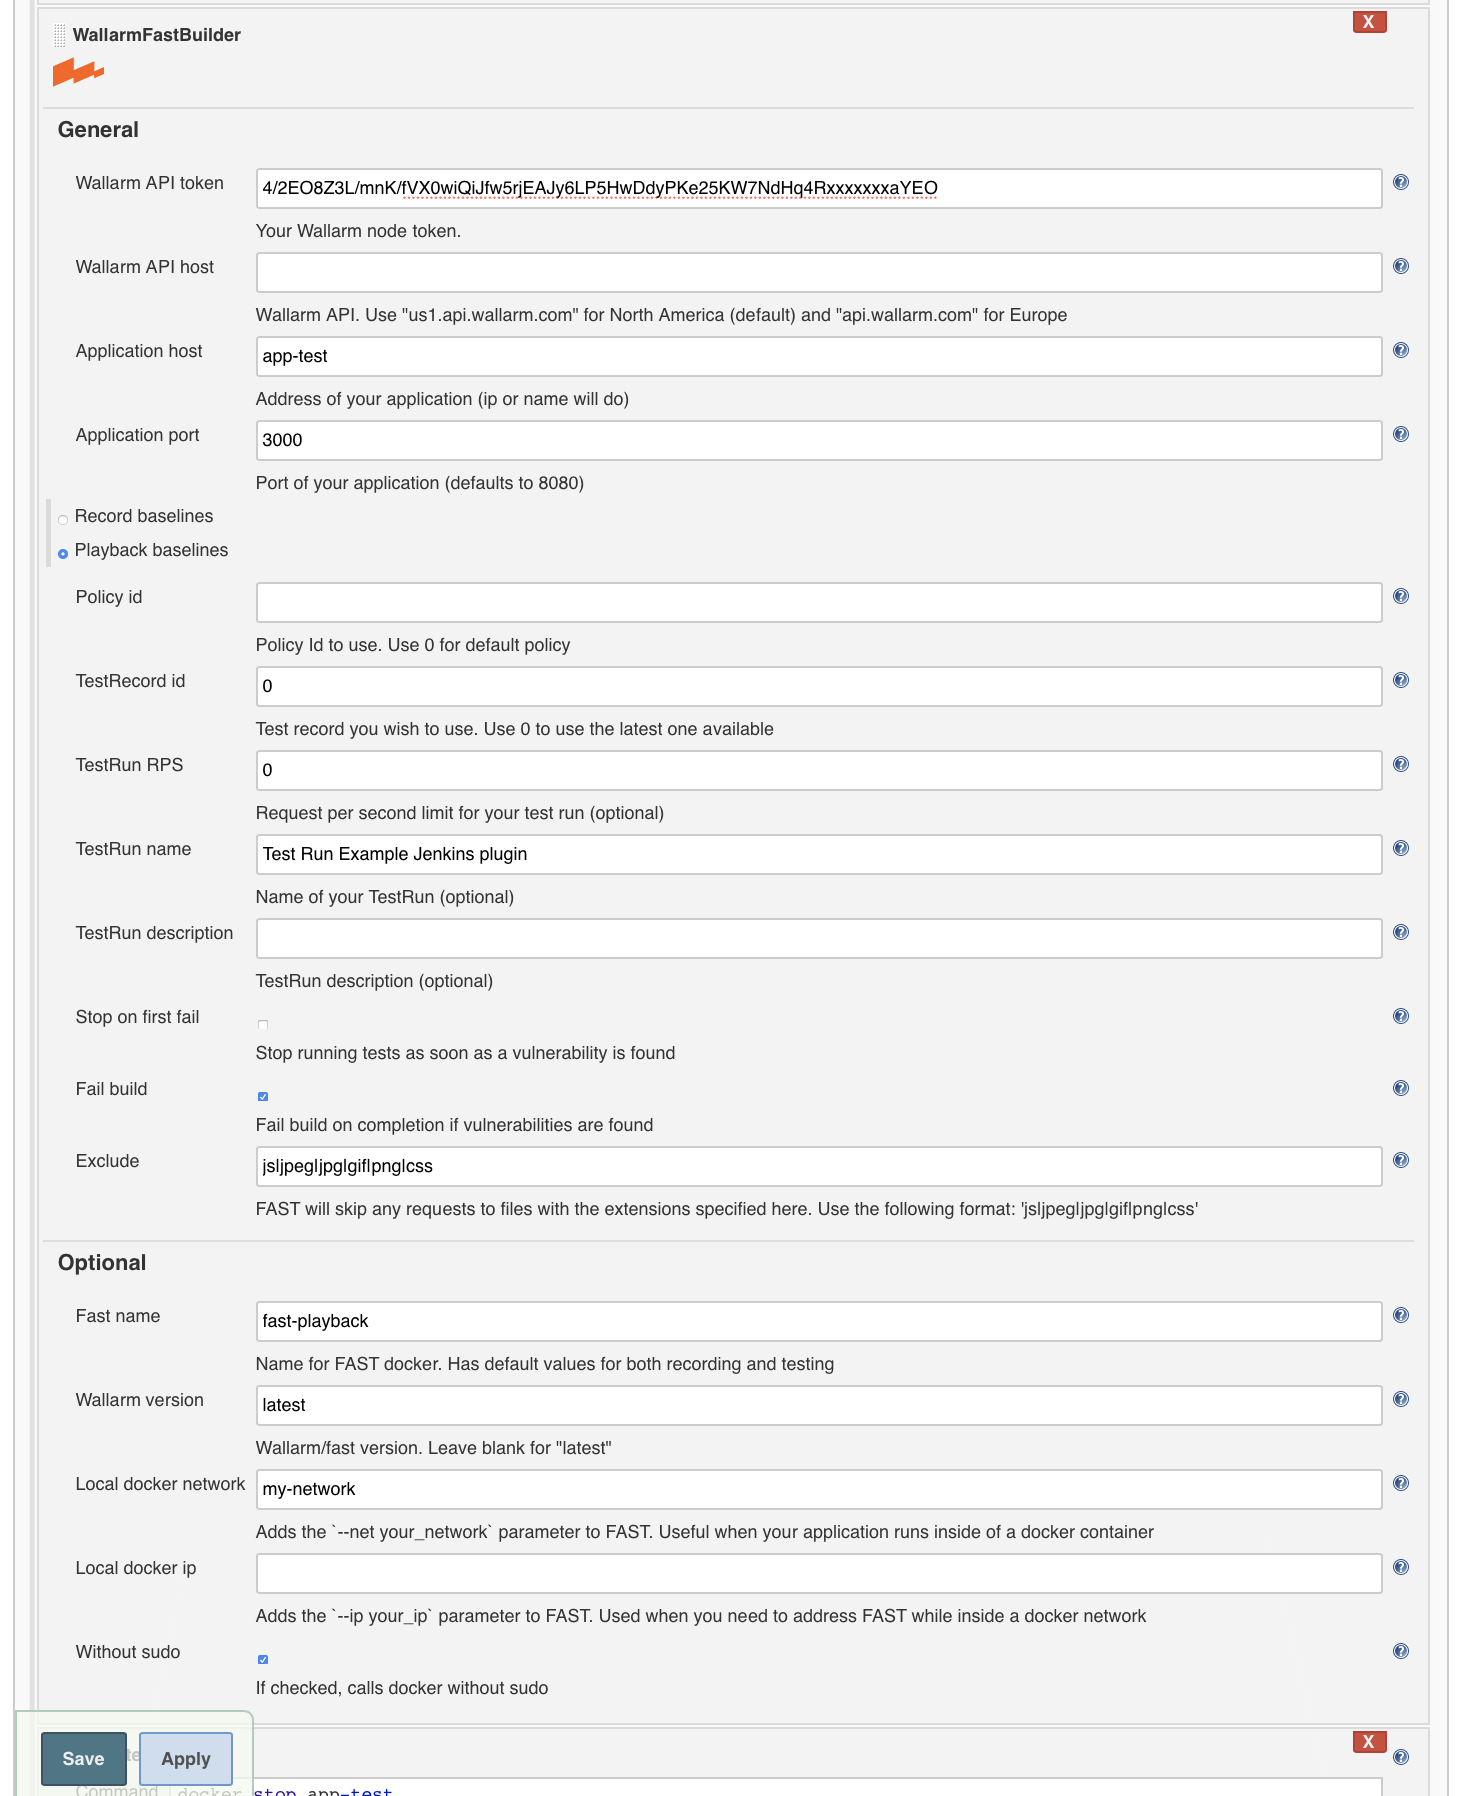 WallarmFastBuilder
X
General
Wallarm API token
4/2EO8Z3L/mnK/fVX0wiQiJfw5rjEAJy6LP5HwDdyPKe25KW7NdHq4RxxxxxxxaYEO
Your Wallarm node token.
Wallarm API host
Wallarm API. Use "us1.api.wallarm.com" for North America (default) and "api.wallarm.com" for Europe
Application host
app-test
Address of your application (ip or name will do)
Application port
3000
Port of your application (defaults to 8080)
Record baselines
Playback baselines
Policy id
Policy Id to use. Use 0 for default policy
TestRecord id
0
Test record you wish to use. Use 0 to use the latest one available
TestRun RPS
0
Request per second limit for your test run (optional)
TestRun name
Test Run Example Jenkins plugin
Name of your TestRun (optional)
TestRun description
TestRun description (optional)
Stop on first fail
Stop running tests as soon as a vulnerability is found
Fail build
Fail build on completion if vulnerabilities are found
Exclude
js|jpeg|jpg|gif|png|css
FAST will skip any requests to files with the extensions specified here. Use the following format: 'js|jpeg|jpg|gif|png|css'
Optional
Fast name
fast-playback
Name for FAST docker. Has default values for both recording and testing
Wallarm version
latest
Wallarm/fast version. Leave blank for "latest"
Local docker network
my-network
Adds the `--net your_network` parameter to FAST. Useful when your application runs inside of a docker container
Local docker ip
Adds the `--ip your_ip` parameter to FAST. Used when you need to address FAST while inside a docker network
Without sudo
If checked, calls docker without sudo
X
Save
Apply
Command
docker stop app-test